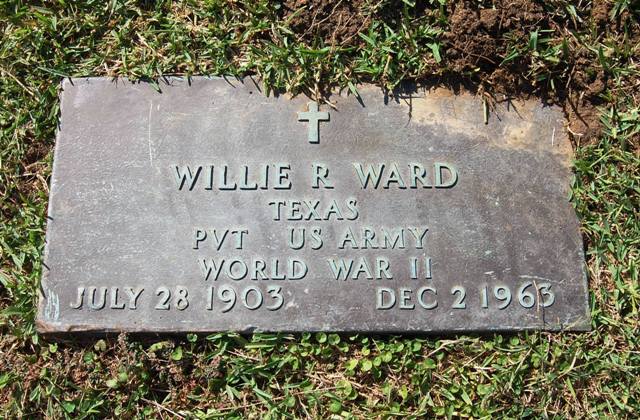 WILLIE R WARD
TEXAS
PVT US ARMY
WORLD WAR II
JULY 28 1903 DEC 2 1963